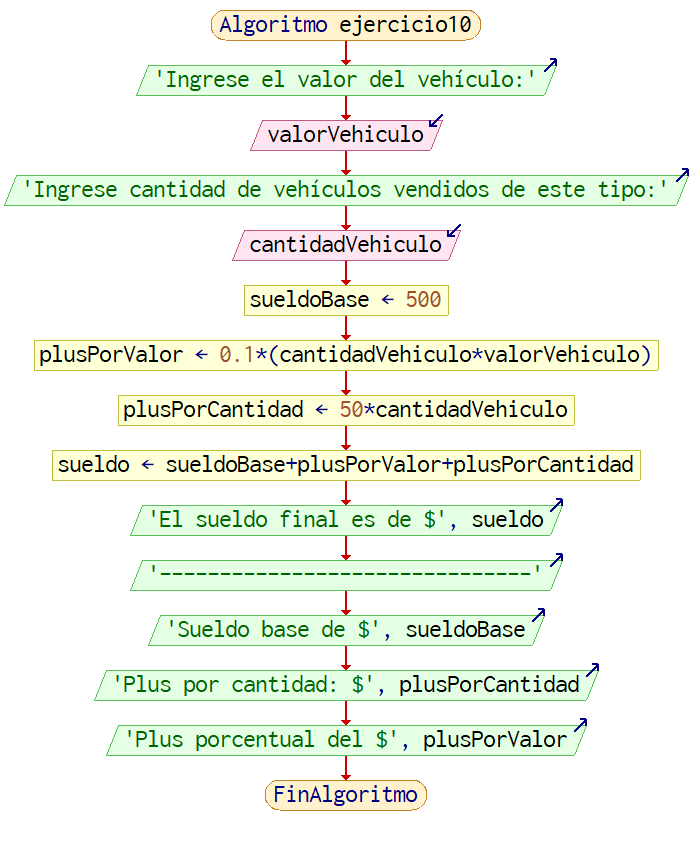 Algoritmo ejercicio10
'Ingrese el valor del vehículo:'
valorVehiculo
'Ingrese cantidad de vehículos vendidos de este tipo:'
cantidadVehiculo
sueldoBase ← 500
plusPorValor ← 0.1*(cantidadVehiculo*valorVehiculo)
plusPorCantidad ← 50*cantidadVehiculo
sueldo ← sueldoBase+plusPorValor+plusPorCantidad
'El sueldo final es de $', sueldo
'-------------------------------'
'Sueldo base de $', sueldoBase
'Plus por cantidad: $', plusPorCantidad
'Plus porcentual del $', plusPorValor
FinAlgoritmo